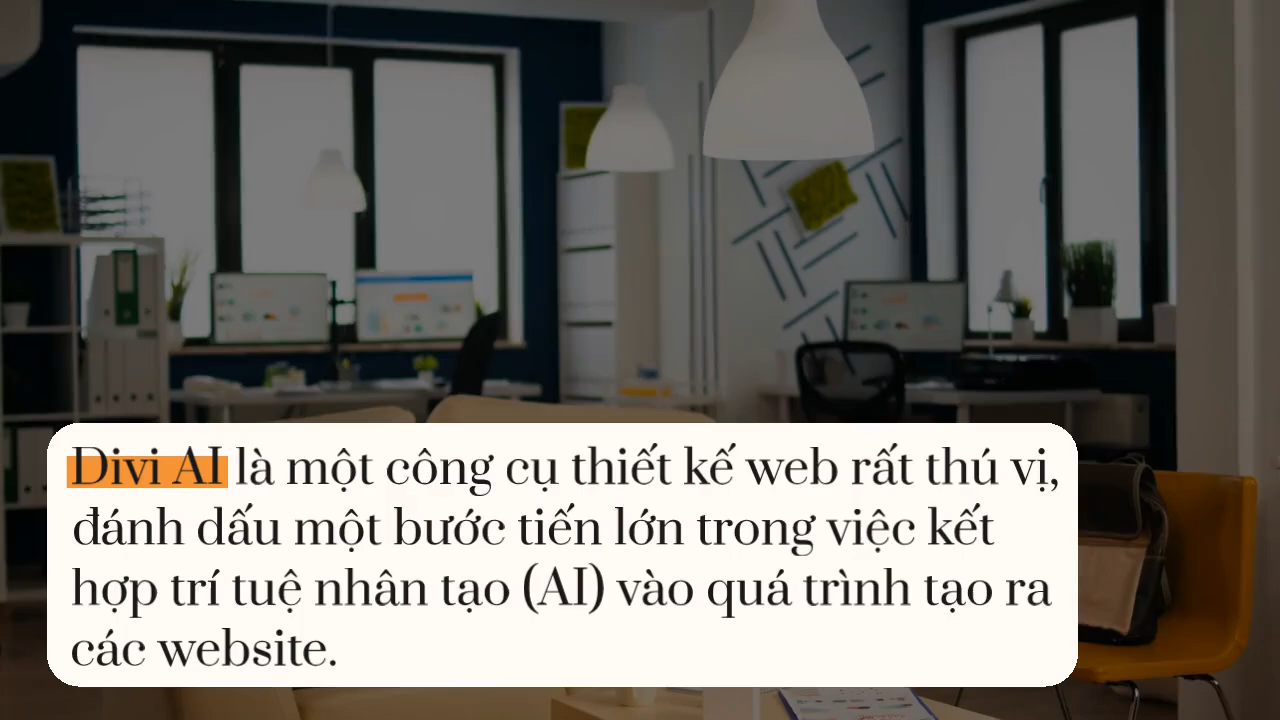 Divi AI là một công cụ thiết kế web rất thú vị,
đánh dấu một bước tiến lớn trong việc kết
hợp trí tuệ nhân tạo (AI) vào quá trình tạo ra
các website.